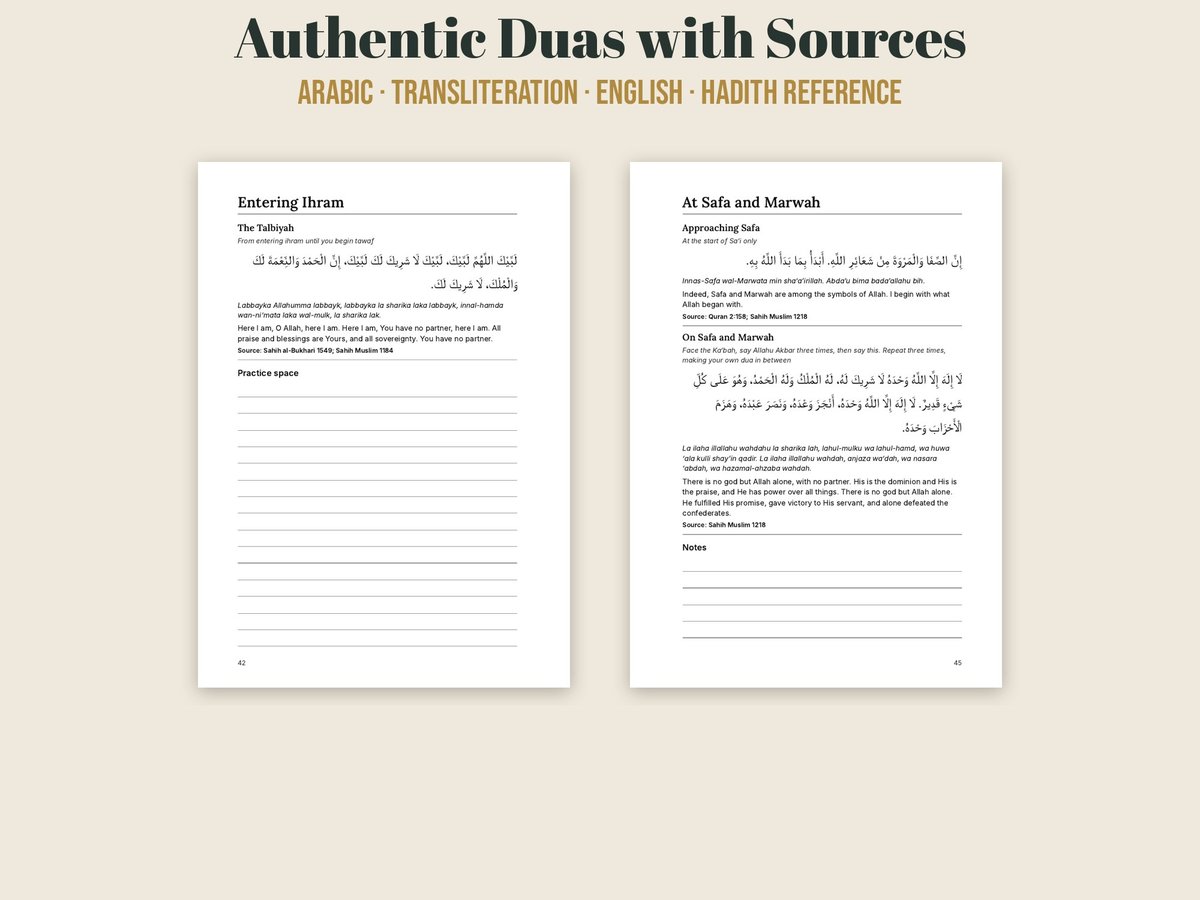 Authentic Duas with Sources
ARABIC · TRANSLITERATION · ENGLISH · HADITH REFERENCE
Entering Ihram
The Talbiyah
From entering ihram until you begin tawaf
لَبَّيْكَ اللَّهُمَّ لَبَّيْكَ، لَبَّيْكَ لَا شَرِيكَ لَكَ لَبَّيْكَ، إِنَّ الْحَمْدَ وَالنِّعْمَةَ لَكَ
وَالْمُلْكَ، لَا شَرِيكَ لَكَ.
Labbayka Allahumma labbayk, labbayka la sharika laka labbayk, innal-hamda
wan-ni‘mata laka wal-mulk, la sharika lak.
Here I am, O Allah, here I am. Here I am, You have no partner, here I am. All
praise and blessings are Yours, and all sovereignty. You have no partner.
Source: Sahih al-Bukhari 1549; Sahih Muslim 1184
Practice space
42
At Safa and Marwah
Approaching Safa
At the start of Sa‘i only
إِنَّ الصَّفَا وَالْمَرْوَةَ مِنْ شَعَائِرِ اللَّهِ. أَبْدَأُ بِمَا بَدَأَ اللَّهُ بِهِ.
Innas-Safa wal-Marwata min sha‘a’irillah. Abda’u bima bada’allahu bih.
Indeed, Safa and Marwah are among the symbols of Allah. I begin with what
Allah began with.
Source: Quran 2:158; Sahih Muslim 1218
On Safa and Marwah
Face the Ka‘bah, say Allahu Akbar three times, then say this. Repeat three times,
making your own dua in between
لَا إِلَهَ إِلَّا اللَّهُ وَحْدَهُ لَا شَرِيكَ لَهُ، لَهُ الْمُلْكُ وَلَهُ الْحَمْدُ، وَهُوَ عَلَى كُلِّ
شَيْءٍ قَدِيرٌ. لَا إِلَهَ إِلَّا اللَّهُ وَحْدَهُ، أَنْجَزَ وَعْدَهُ، وَنَصَرَ عَبْدَهُ، وَهَزَمَ
الْأَحْزَابَ وَحْدَهُ.
La ilaha illallahu wahdahu la sharika lah, lahul-mulku wa lahul-hamd, wa huwa
‘ala kulli shay’in qadir. La ilaha illallahu wahdah, anjaza wa‘dah, wa nasara
‘abdah, wa hazamal-ahzaba wahdah.
There is no god but Allah alone, with no partner. His is the dominion and His is
the praise, and He has power over all things. There is no god but Allah alone.
He fulfilled His promise, gave victory to His servant, and alone defeated the
confederates.
Source: Sahih Muslim 1218
Notes
45